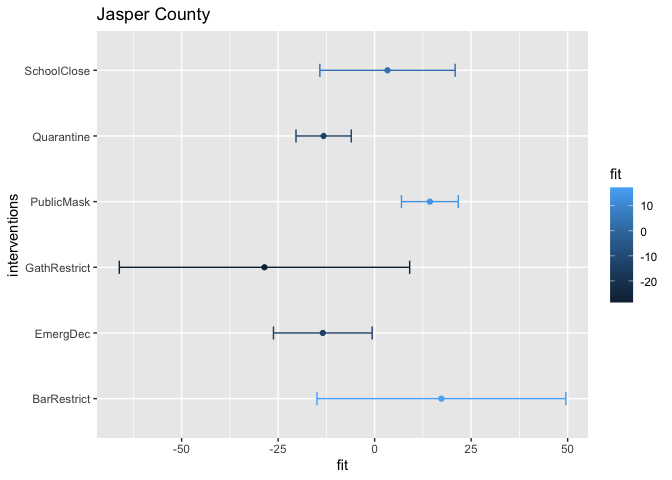 Jasper County
SchoolClose
Quarantine
PublicMask
GathRestrict
EmergDec
BarRestrict
interventions
-50
-25
0
25
50
fit
fit
10
0
-10
-20